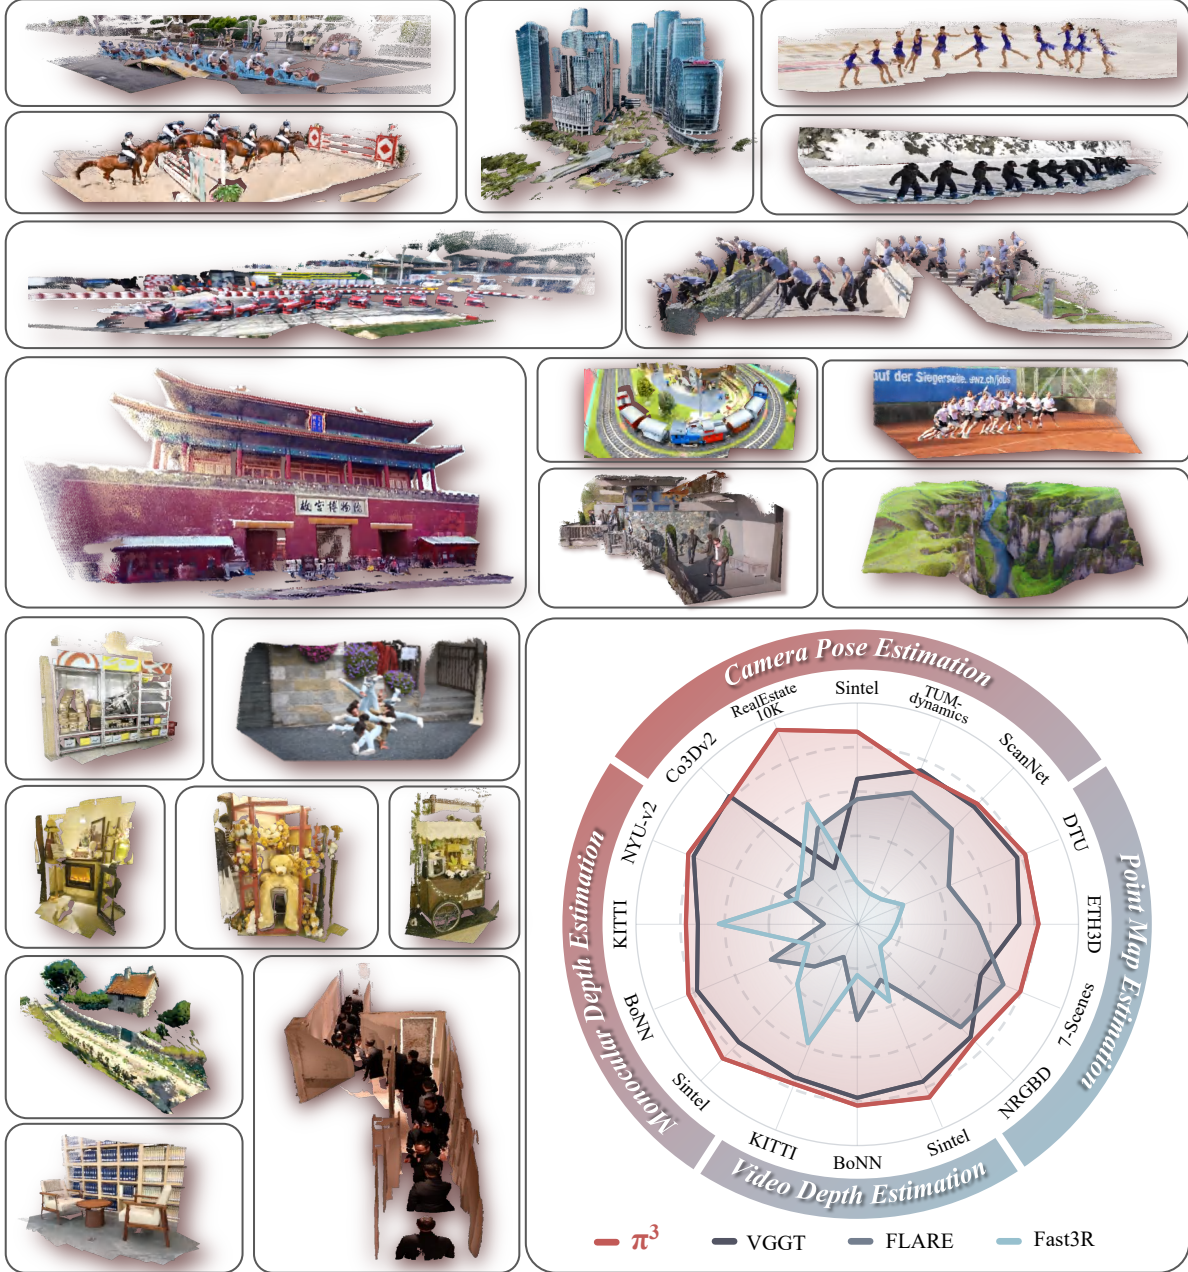 auf der Siegerseite. ewz.ch/jobs
故宫博物院
Camera Pose Estimation
RealEstate
10K
Sintel
TUM-
dynamics
Co3Dv2
ScanNet
NYU-v2
DTU
KITTI
ETH3D
BoNN
7-Scenes
Sintel
NRGBD
KITTI
BoNN
Sintel
Monocular Depth Estimation
Point Map Estimation
Video Depth Estimation
π³
VGGT
FLARE
Fast3R